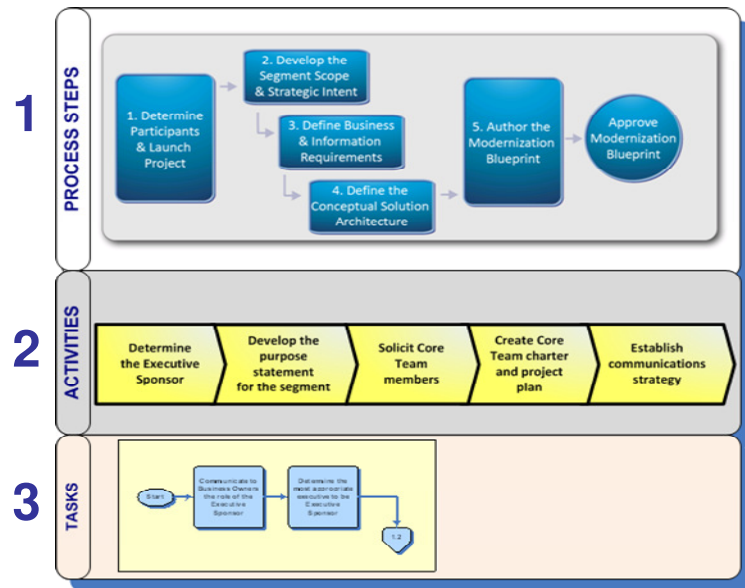 1
PROCESS STEPS
1. Determine
Participants
& Launch
Project
2. Develop the
Segment Scope
& Strategic Intent
3. Define Business
& Information
Requirements
4. Define the
Conceptual Solution
Architecture
5. Author the
Modernization
Blueprint
Approve
Modernization
Blueprint
2
ACTIVITIES
Determine
the Executive
Sponsor
Develop the
purpose
statement
for the segment
Solicit Core
Team
members
Create Core
Team charter
and project
plan
Establish
communications
strategy
3
TASKS
Start
Communicate to
Business Owners
the role of the
Executive
Sponsor
Determine the
most appropriate
executive to be
Executive
Sponsor
1.2